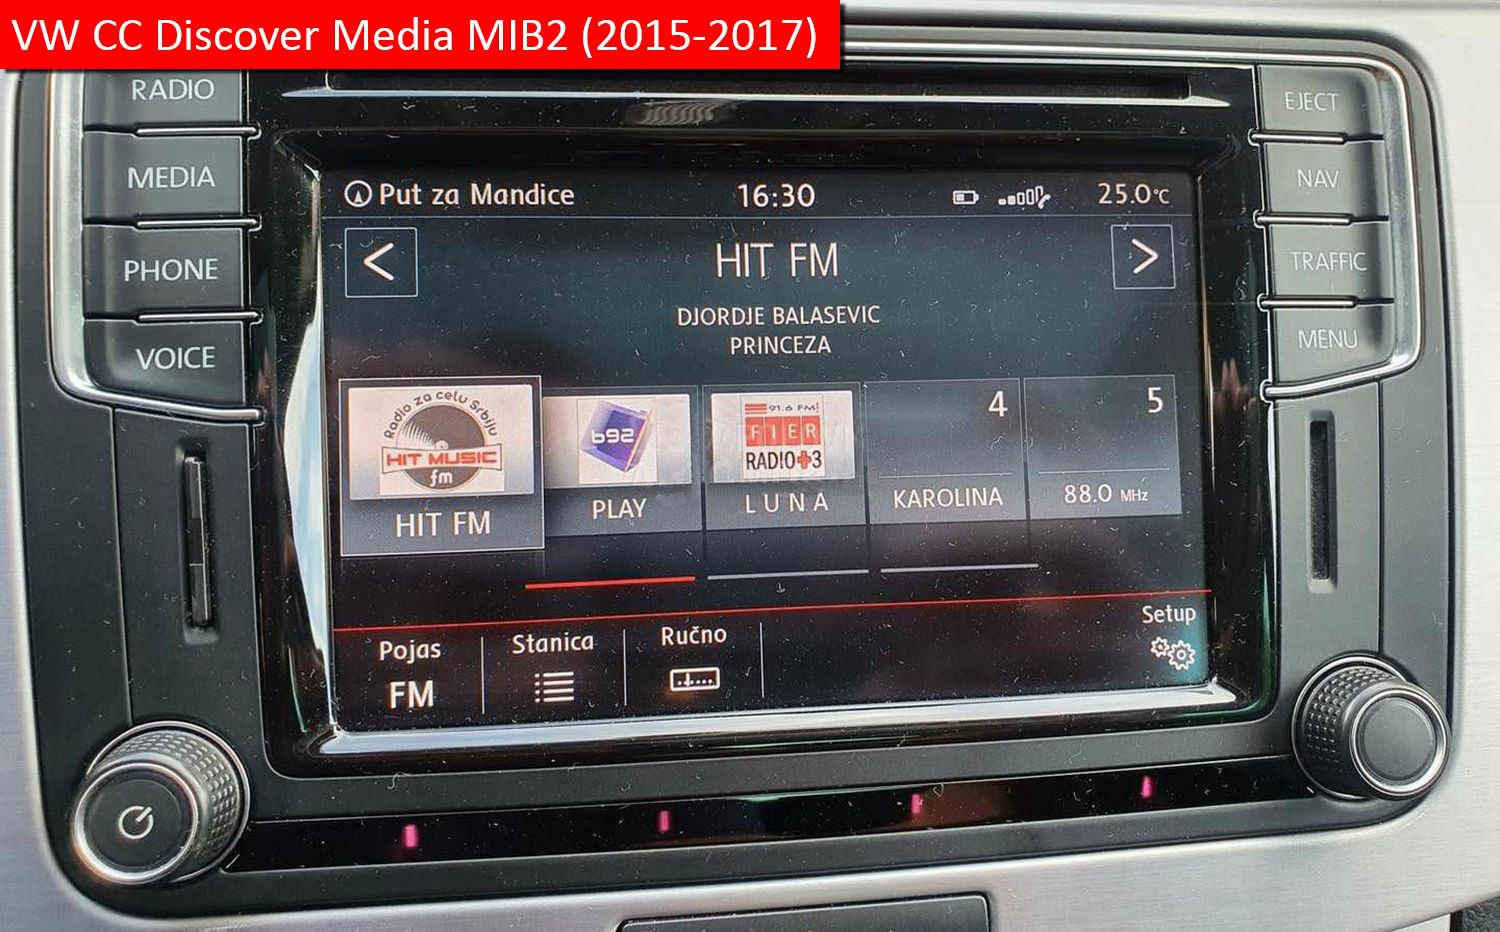 VW CC Discover Media MIB2 (2015-2017)
RADIO
MEDIA
PHONE
VOICE
EJECT
NAV
TRAFFIC
MENU
Put za Mandice
16:30
25.0°C
<
HIT FM
>
DJORDJE BALASEVIC
PRINCEZA
Radio za celu Srbiju
HIT MUSIC
fm
HIT FM
b92
PLAY
91.6 FM
FIER
RADIO+3
LUNA
4
KAROLINA
5
88.0 MHz
Pojas
FM
Stanica
Ručno
Setup